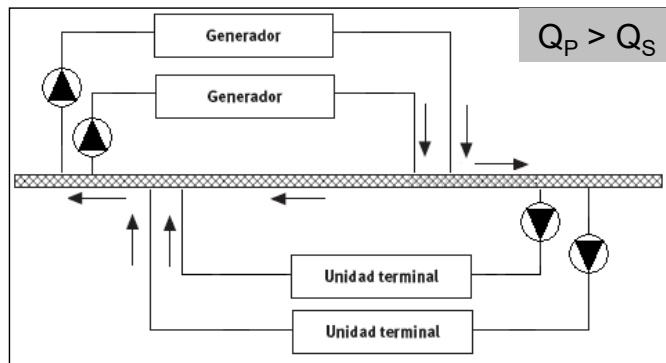 Generador
Q_P > Q_S
Generador
Unidad terminal
Unidad terminal